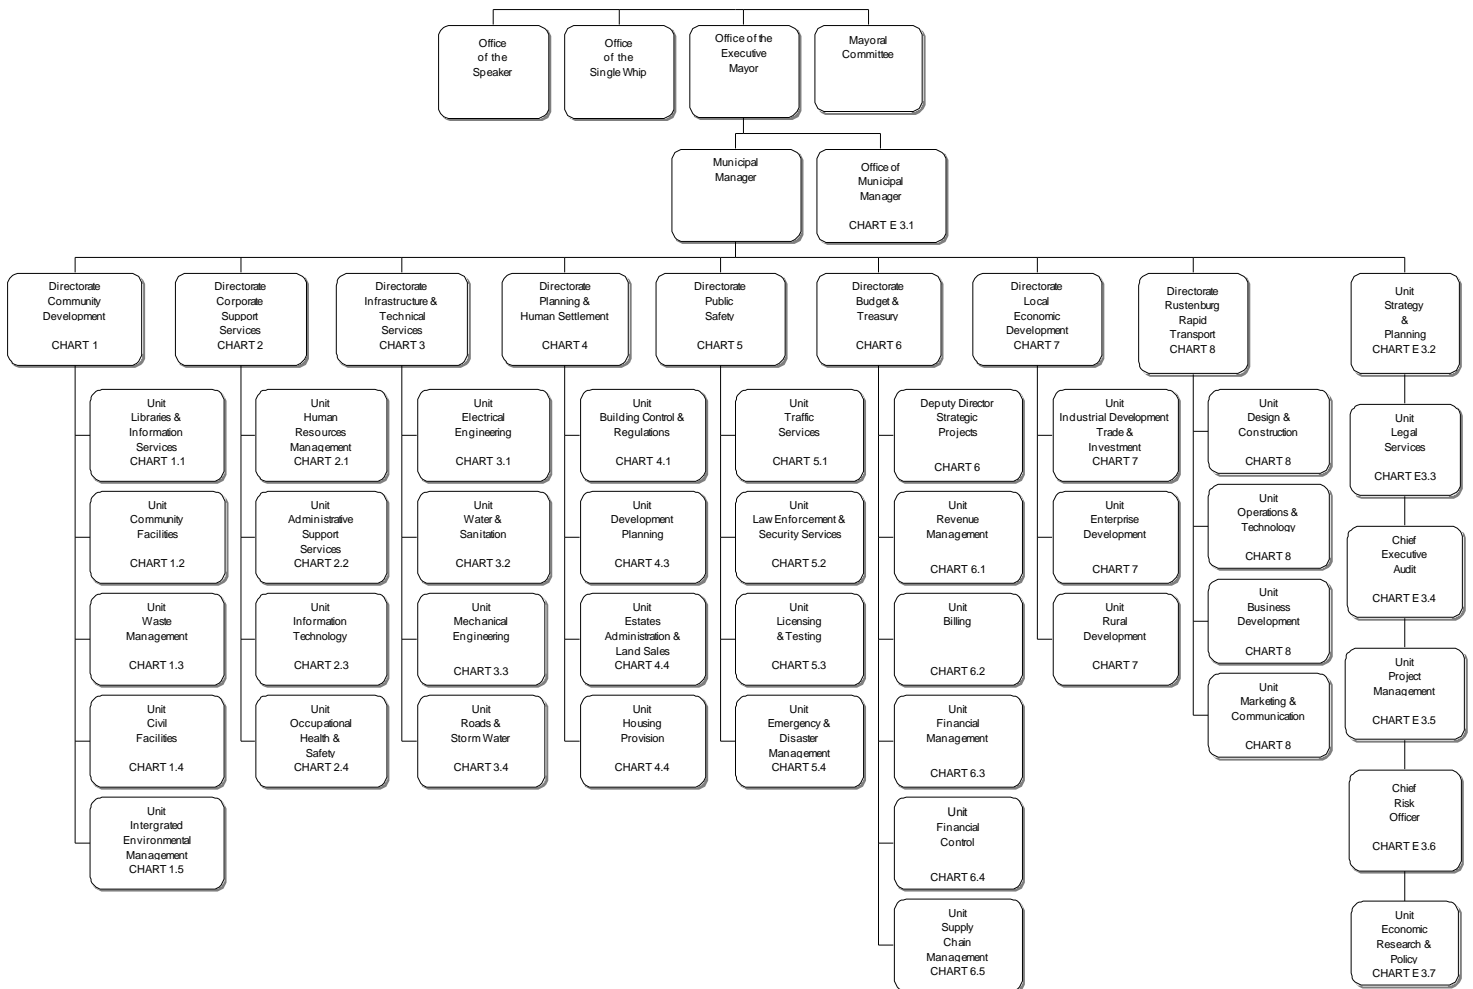 Office
of the
Speaker
Office
of the
Single Whip
Office of the
Executive
Mayor
Mayoral
Committee
Municipal
Manager
Office of
Municipal
Manager
CHART E 3.1
Directorate
Community
Development
CHART 1
Directorate
Corporate
Support
Services
CHART 2
Directorate
Infrastructure &
Technical
Services
CHART 3
Directorate
Planning &
Human Settlement
CHART 4
Directorate
Public
Safety
CHART 5
Directorate
Budget &
Treasury
CHART 6
Directorate
Local
Economic
Development
CHART 7
Directorate
Rustenburg
Rapid
Transport
CHART 8
Unit
Strategy
&
Planning
CHART E 3.2
Unit
Libraries &
Information
Services
CHART 1.1
Unit
Community
Facilities
CHART 1.2
Unit
Waste
Management
CHART 1.3
Unit
Civil
Facilities
CHART 1.4
Unit
Intergrated
Environmental
Management
CHART 1.5
Unit
Human
Resources
Management
CHART 2.1
Unit
Administrative
Support
Services
CHART 2.2
Unit
Information
Technology
CHART 2.3
Unit
Occupational
Health &
Safety
CHART 2.4
Unit
Electrical
Engineering
CHART 3.1
Unit
Water &
Sanitation
CHART 3.2
Unit
Mechanical
Engineering
CHART 3.3
Unit
Roads &
Storm Water
CHART 3.4
Unit
Building Control &
Regulations
CHART 4.1
Unit
Development
Planning
CHART 4.3
Unit
Estates
Administration &
Land Sales
CHART 4.4
Unit
Housing
Provision
CHART 4.4
Unit
Traffic
Services
CHART 5.1
Unit
Law Enforcement &
Security Services
CHART 5.2
Unit
Licensing
& Testing
CHART 5.3
Unit
Emergency &
Disaster
Management
CHART 5.4
Deputy Director
Strategic
Projects
CHART 6
Unit
Revenue
Management
CHART 6.1
Unit
Billing
CHART 6.2
Unit
Financial
Management
CHART 6.3
Unit
Financial
Control
CHART 6.4
Unit
Supply
Chain
Management
CHART 6.5
Unit
Industrial Development
Trade &
Investment
CHART 7
Unit
Enterprise
Development
CHART 7
Unit
Rural
Development
CHART 7
Unit
Design &
Construction
CHART 8
Unit
Operations &
Technology
CHART 8
Unit
Business
Development
CHART 8
Unit
Marketing &
Communication
CHART 8
Unit
Legal
Services
CHART E3.3
Chief
Executive
Audit
CHART E 3.4
Unit
Project
Management
CHART E 3.5
Chief
Risk
Officer
CHART E 3.6
Unit
Economic
Research &
Policy
CHART E 3.7